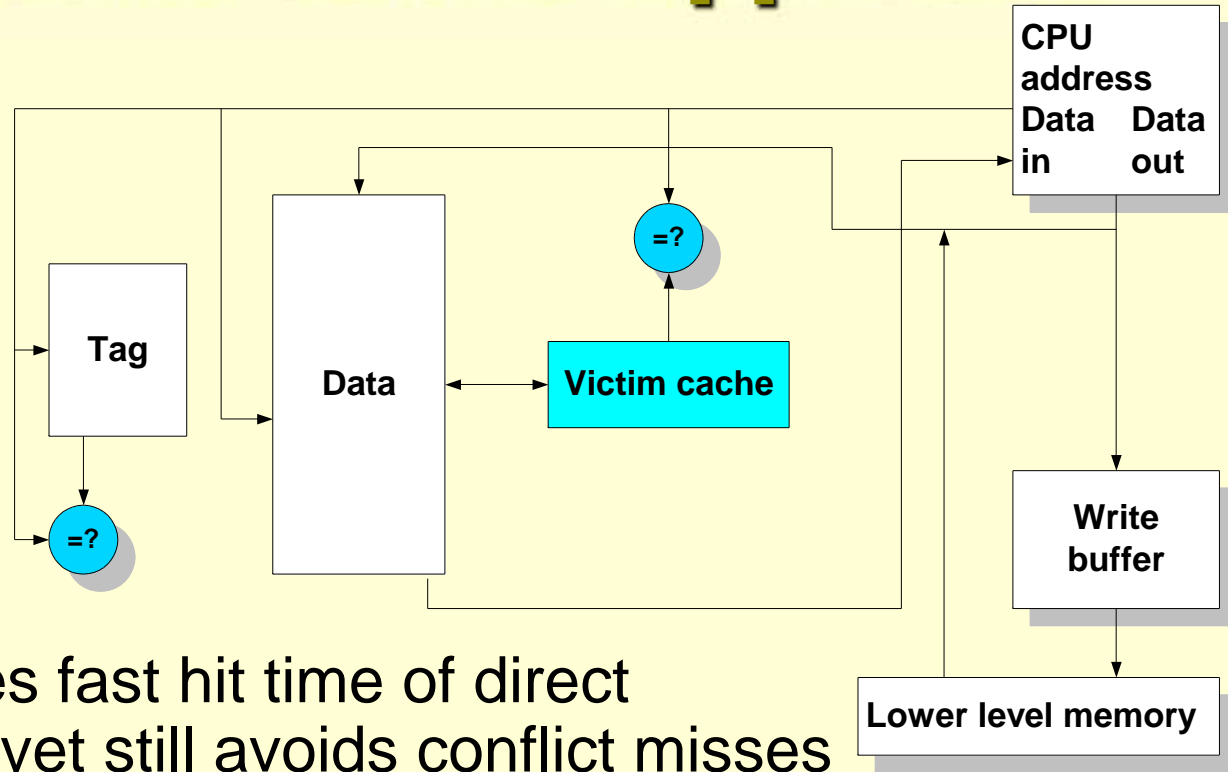 CPU
address
Data Data
in out
=?
Tag
Data
Victim cache
=?
Write
buffer
fast hit time of direct
Lower level memory
yet still avoids conflict misses